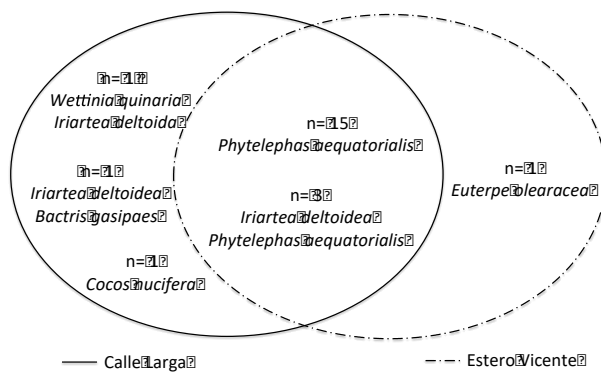 n= 1
Wettinia quinaria
Iriartea deltoida
n= 1
Iriartea deltoidea
Bactris gasipaes
n= 1
Cocos nucifera
n= 15
Phytelephas aequatorialis
n= 3
Iriartea deltoidea
Phytelephas aequatorialis
n= 1
Euterpe olearacea
Calle Larga
Estero Vicente